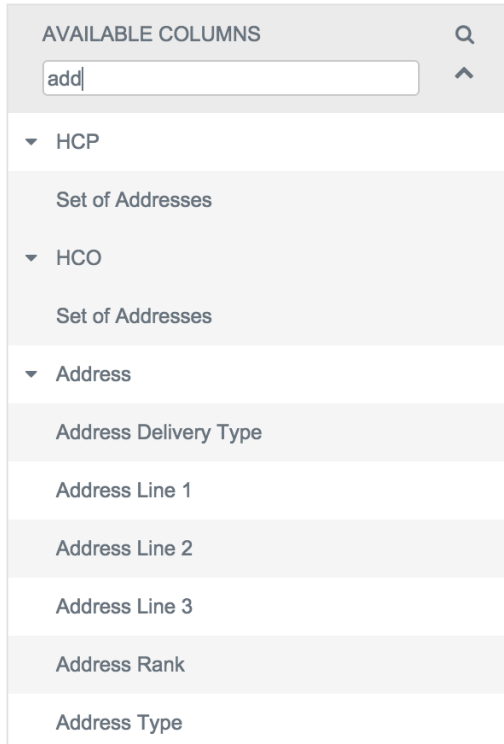 AVAILABLE COLUMNS
add
HCP
Set of Addresses
HCO
Set of Addresses
Address
Address Delivery Type
Address Line 1
Address Line 2
Address Line 3
Address Rank
Address Type